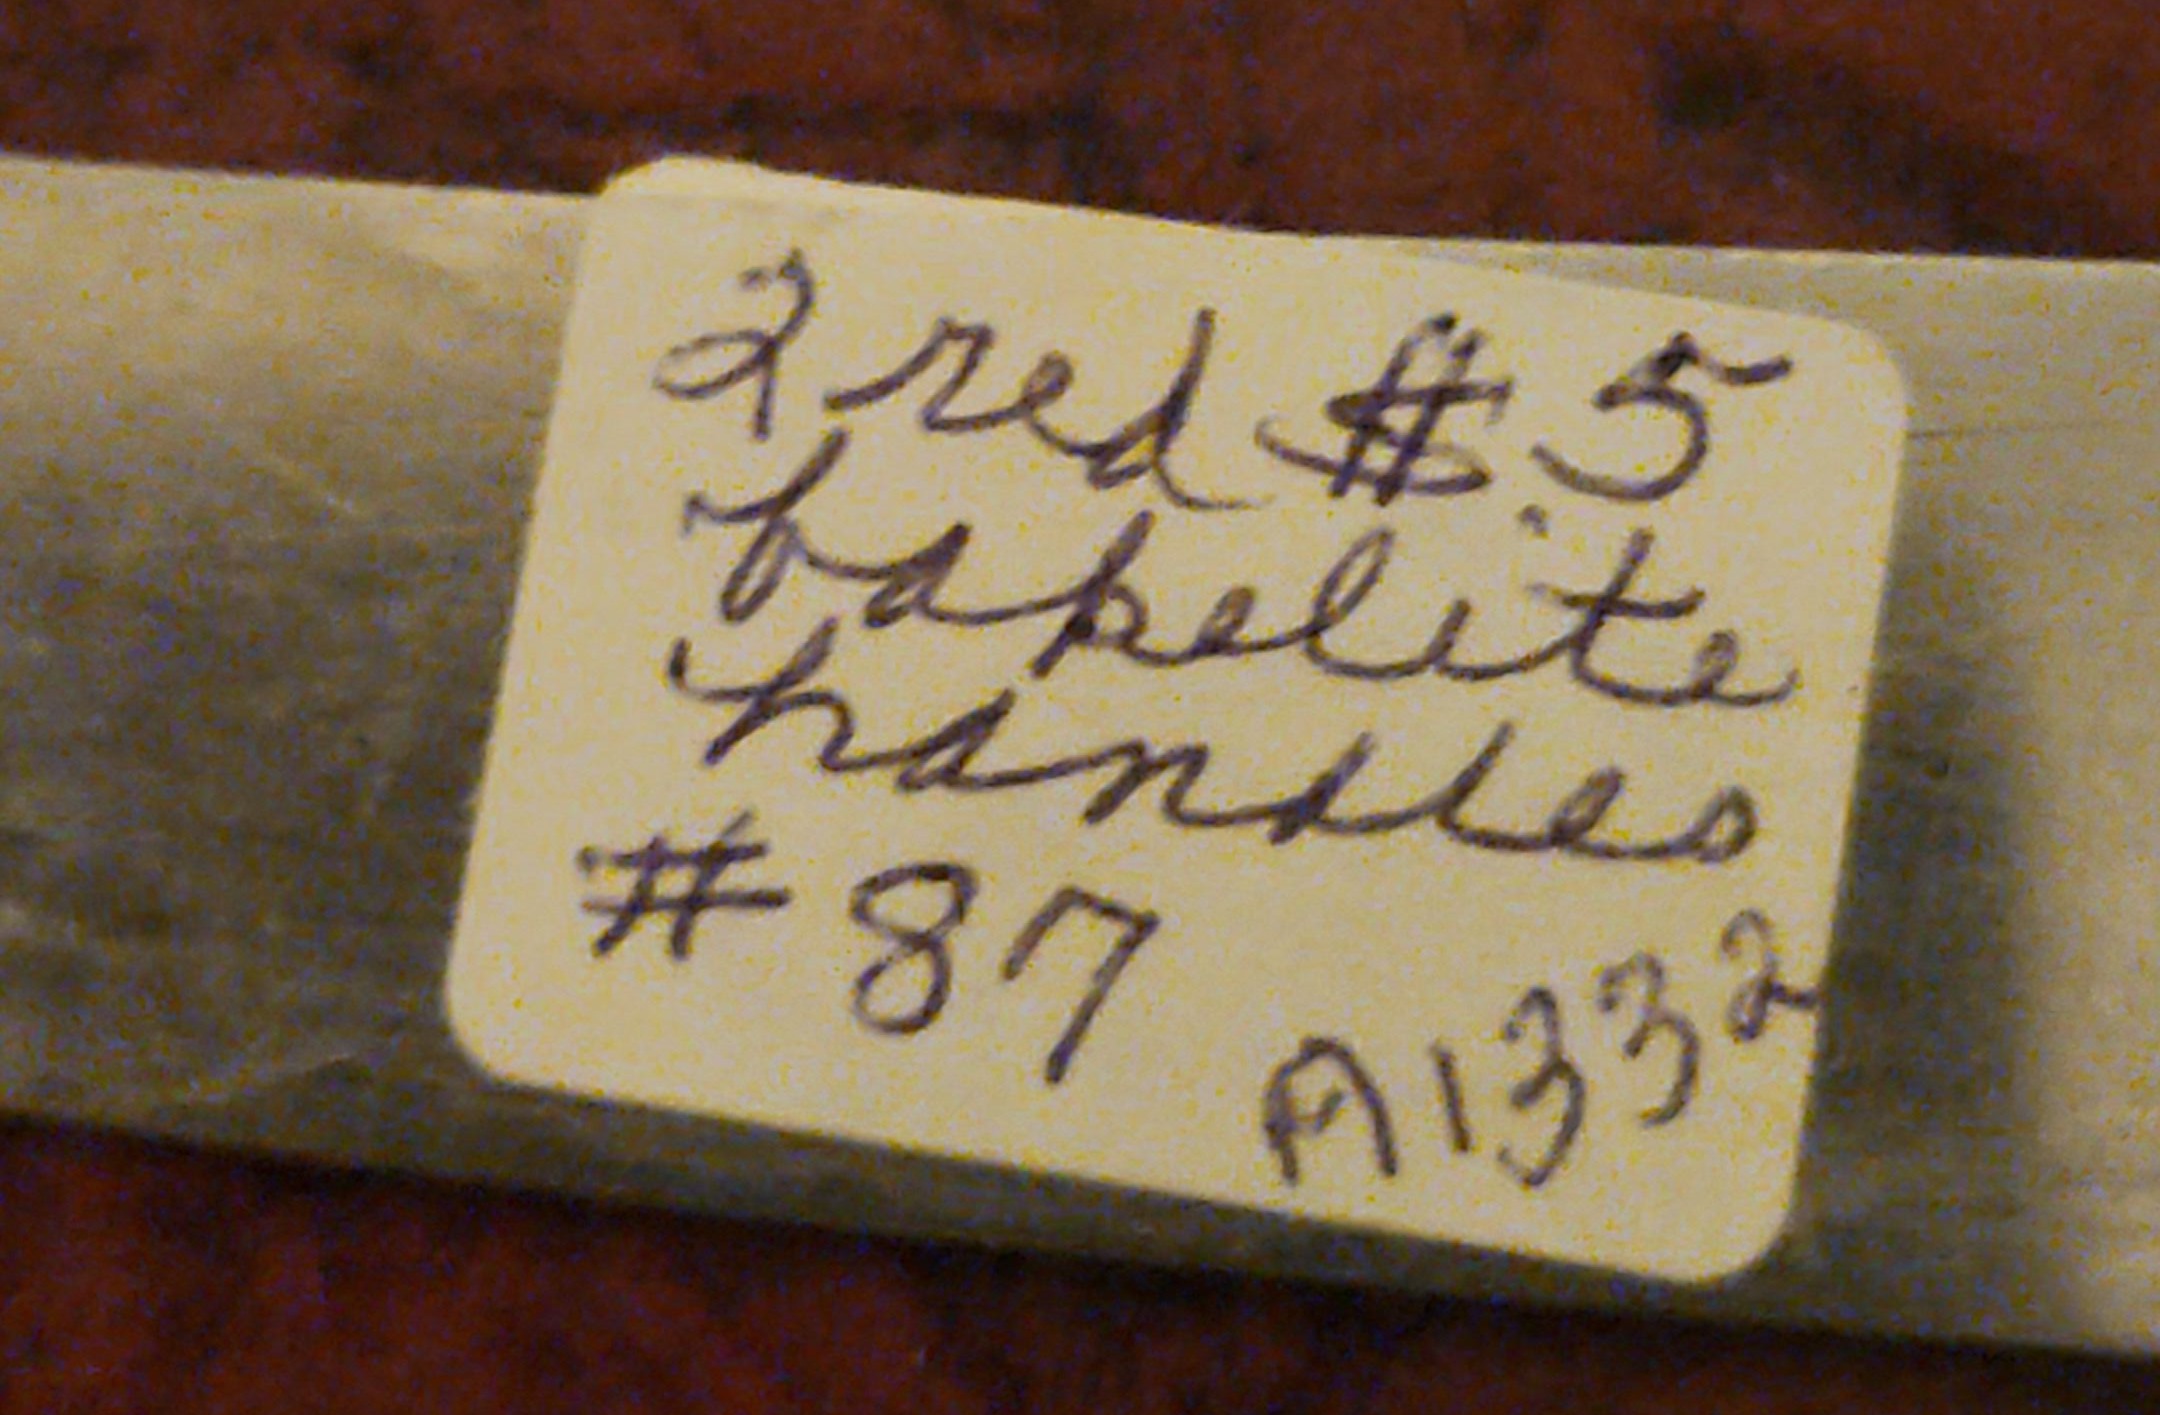 2 red $5
bakelite
handles
#87
A1332